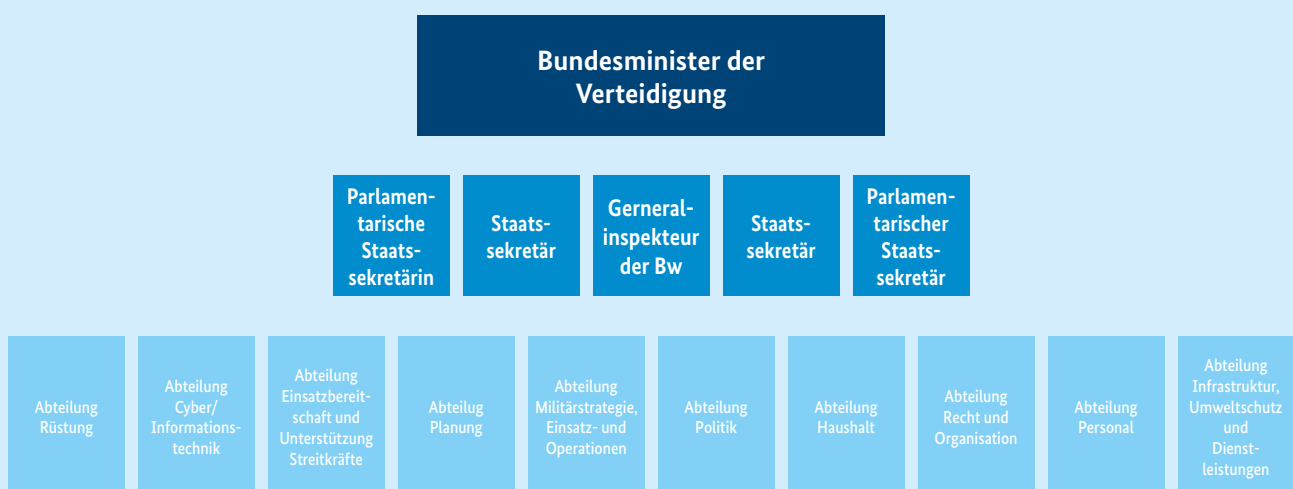 Bundesminister der
Verteidigung
Parlamen-
tarische
Staats-
sekretärin
Staats-
sekretär
Gerneral-
inspekteur
der Bw
Staats-
sekretär
Parlamen-
tarischer
Staats-
sekretär
Abteilung
Rüstung
Abteilung
Cyber/
Informations-
technik
Abteilung
Einsatzbereit-
schaft und
Unterstützung
Streitkräfte
Abteilug
Planung
Abteilung
Militärstrategie,
Einsatz- und
Operationen
Abteilung
Politik
Abteilung
Haushalt
Abteilung
Recht und
Organisation
Abteilung
Personal
Abteilung
Infrastruktur,
Umweltschutz
und
Dienst-
leistungen